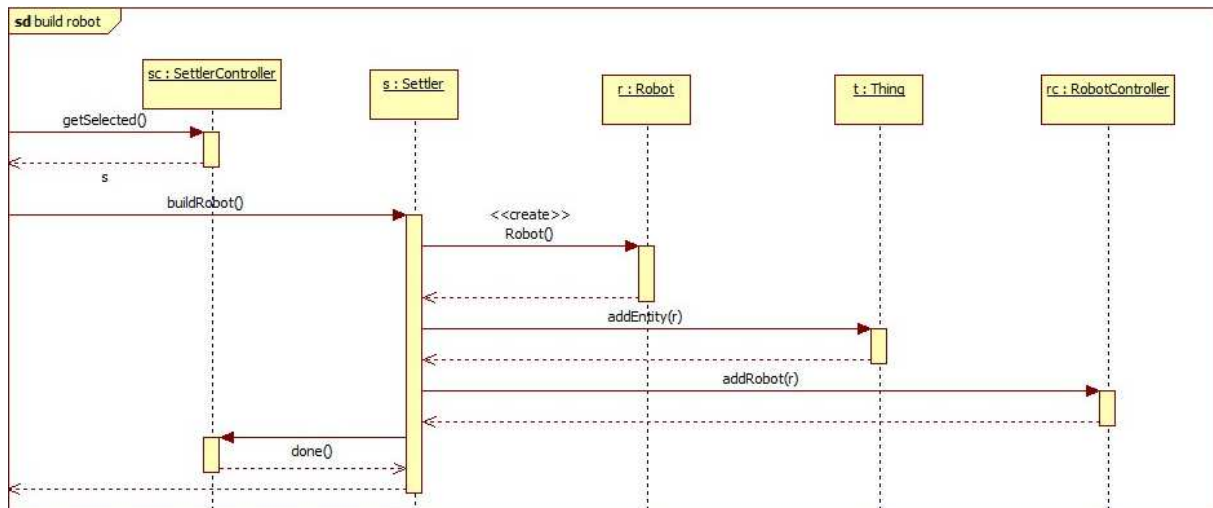 sd build robot
sc : SettlerController
s : Settler
r : Robot
t : Thing
rc : RobotController
getSelected()
s
buildRobot()
<<create>>
Robot()
addEntity(r)
addRobot(r)
done()